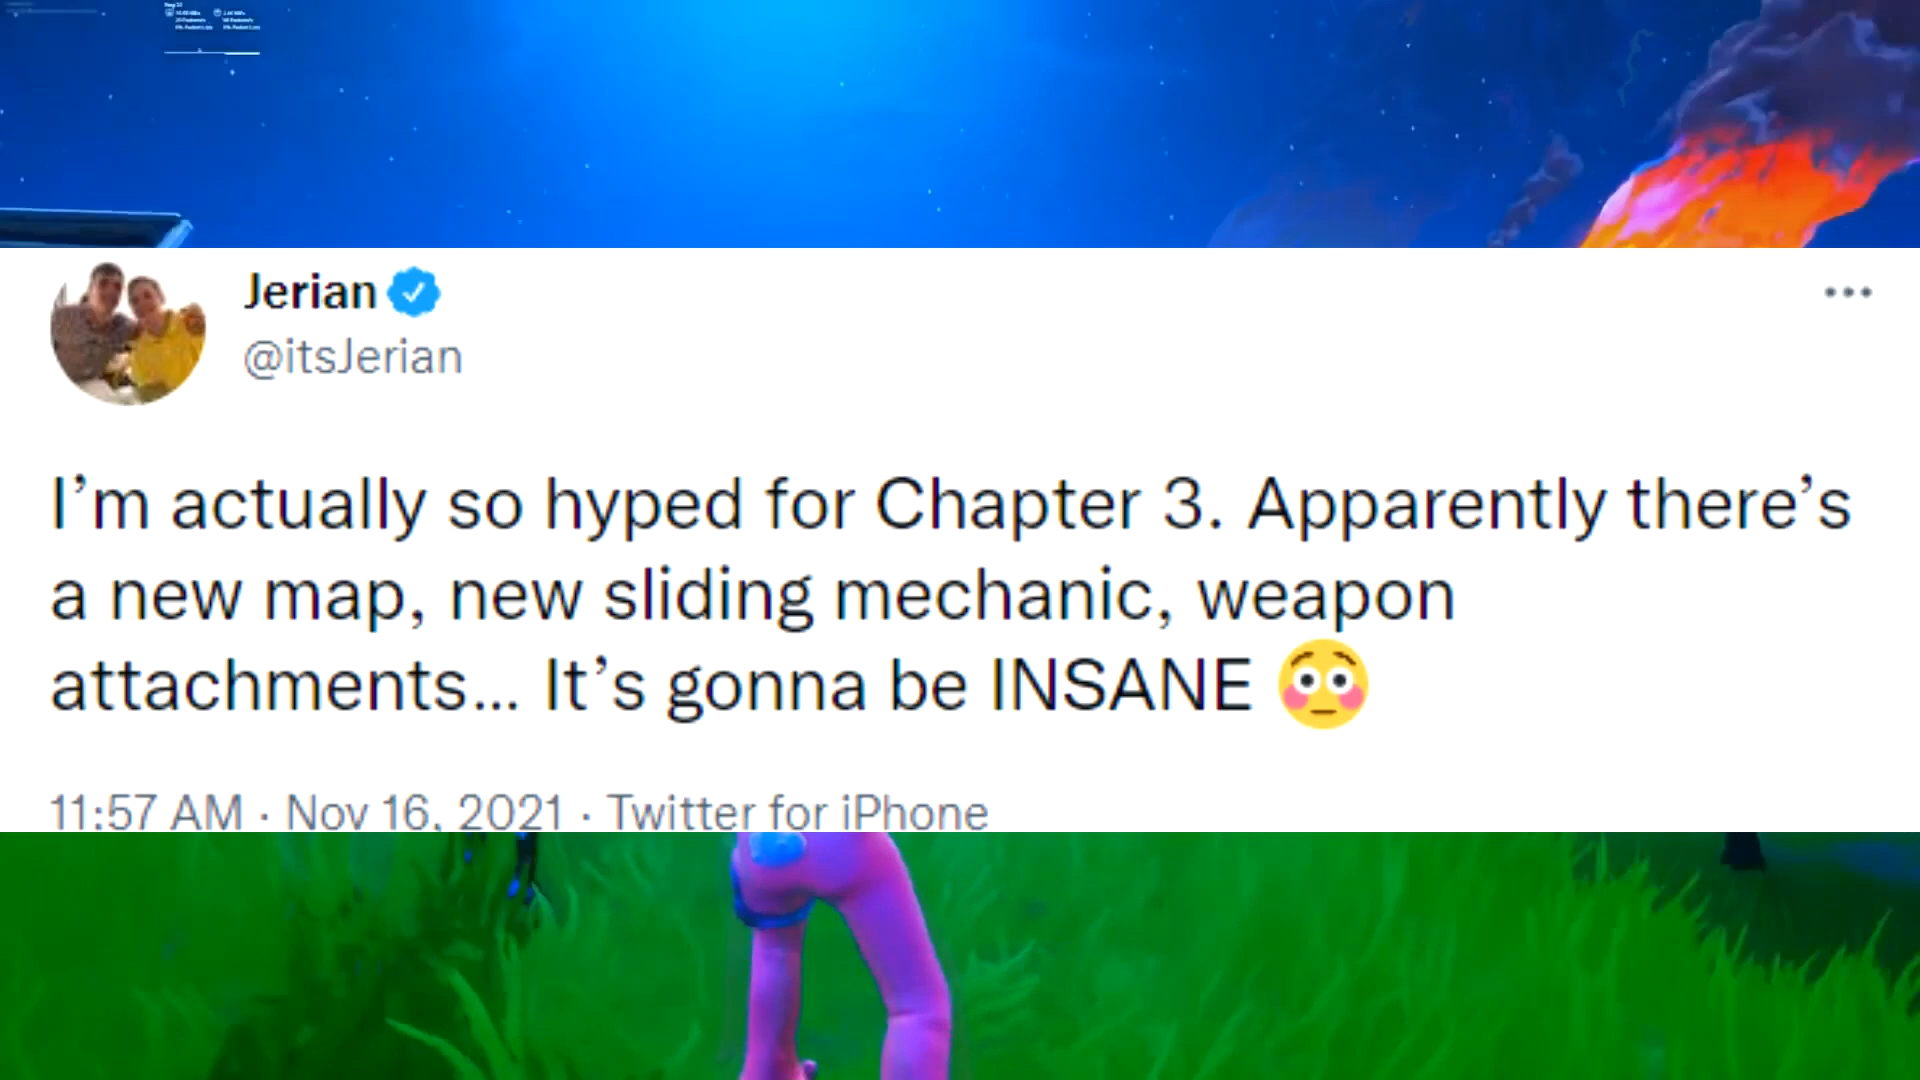 Jerian
@itsJerian
I’m actually so hyped for Chapter 3. Apparently there’s
a new map, new sliding mechanic, weapon
attachments... It’s gonna be INSANE 😳
11:57 AM · Nov 16, 2021 · Twitter for iPhone